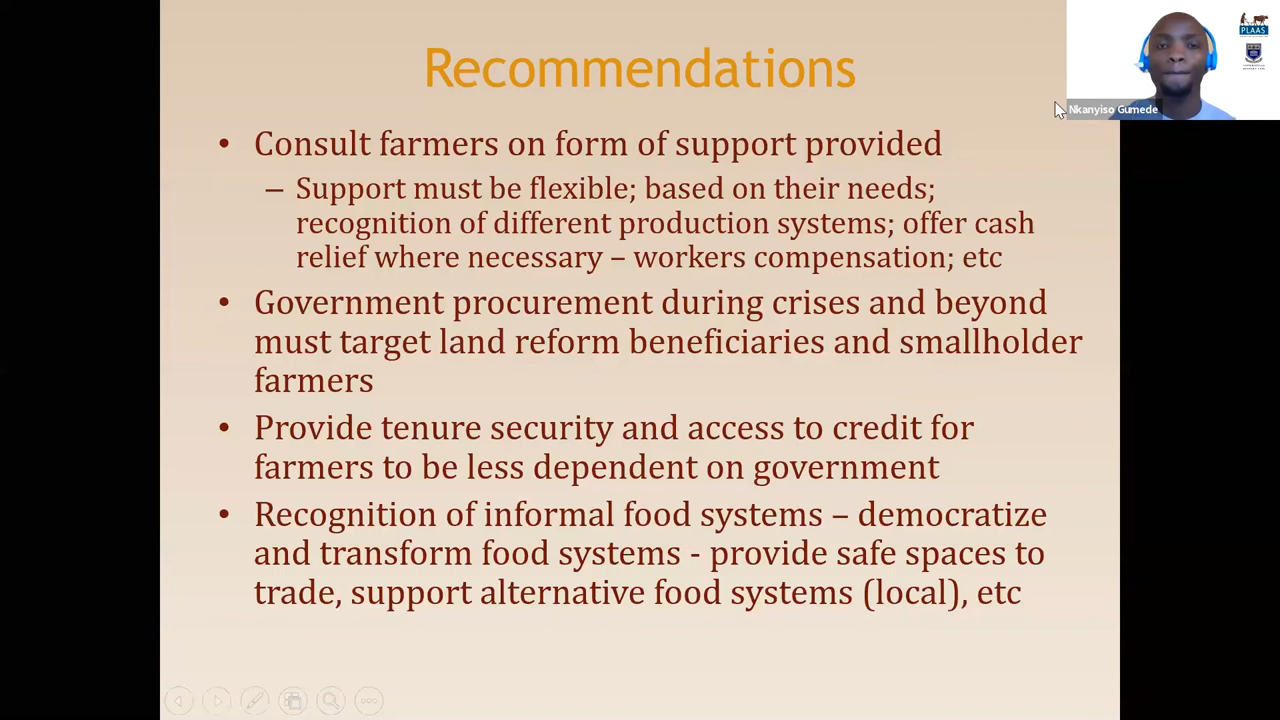 Recommendations
PLAAS
Nkanyiso Gumede
• Consult farmers on form of support provided
– Support must be flexible; based on their needs;
recognition of different production systems; offer cash
relief where necessary – workers compensation; etc
• Government procurement during crises and beyond
must target land reform beneficiaries and smallholder
farmers
• Provide tenure security and access to credit for
farmers to be less dependent on government
• Recognition of informal food systems – democratize
and transform food systems - provide safe spaces to
trade, support alternative food systems (local), etc